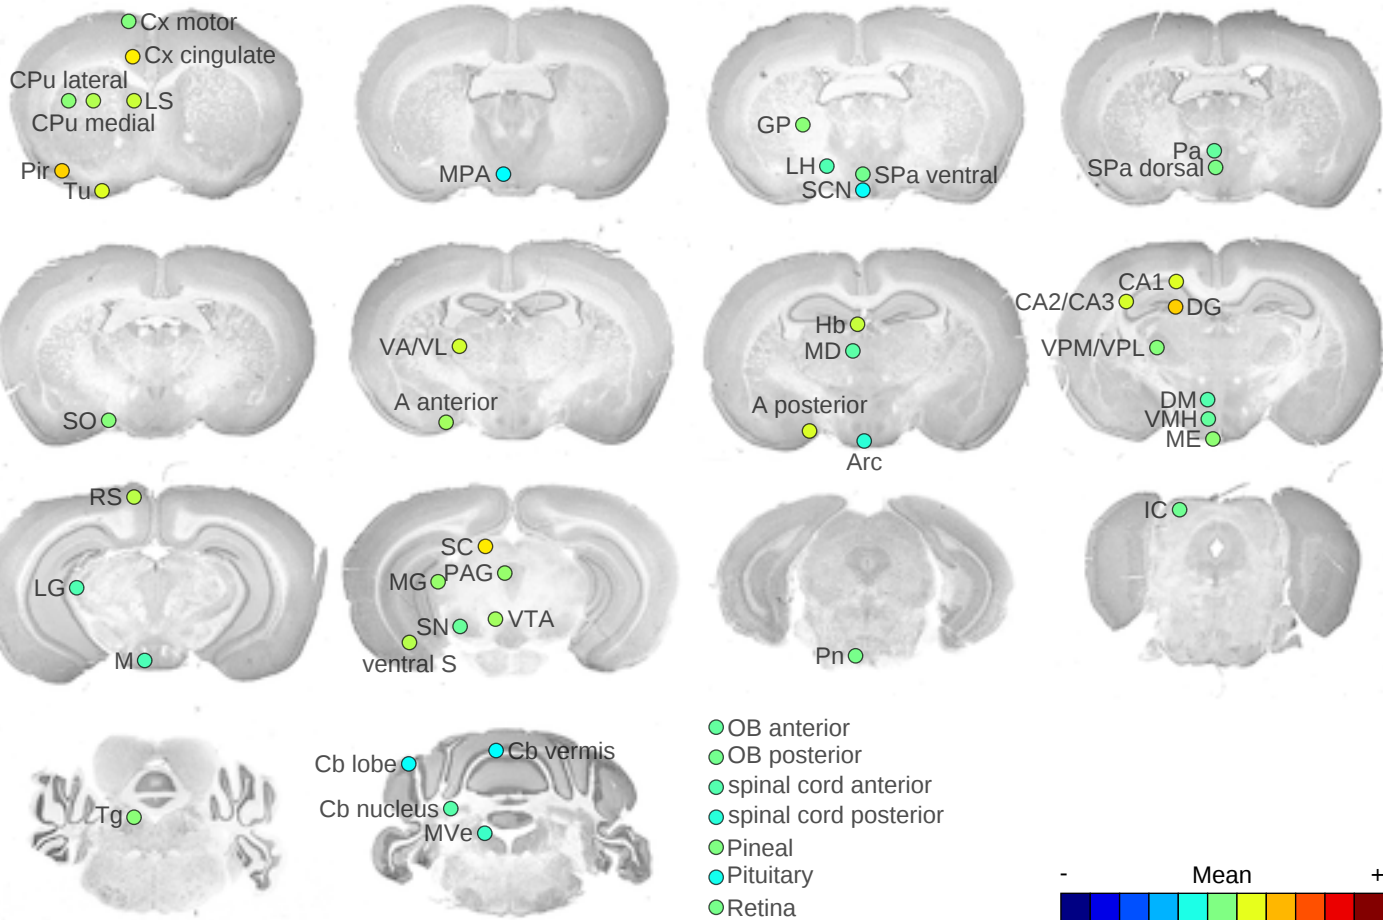 Cx motor
Cx cingulate
CPu lateral
LS
CPu medial
Pir
Tu
MPA
GP
LH
SPa ventral
SCN
Pa
SPa dorsal
SO
VA/VL
A anterior
Hb
MD
A posterior
Arc
CA1
CA2/CA3
DG
VPM/VPL
DM
VMH
ME
RS
LG
M
SC
MG
PAG
SN
VTA
ventral S
Pn
IC
Tg
Cb lobe
Cb vermis
Cb nucleus
MVe
OB anterior
OB posterior
spinal cord anterior
spinal cord posterior
Pineal
Pituitary
Retina
- Mean +